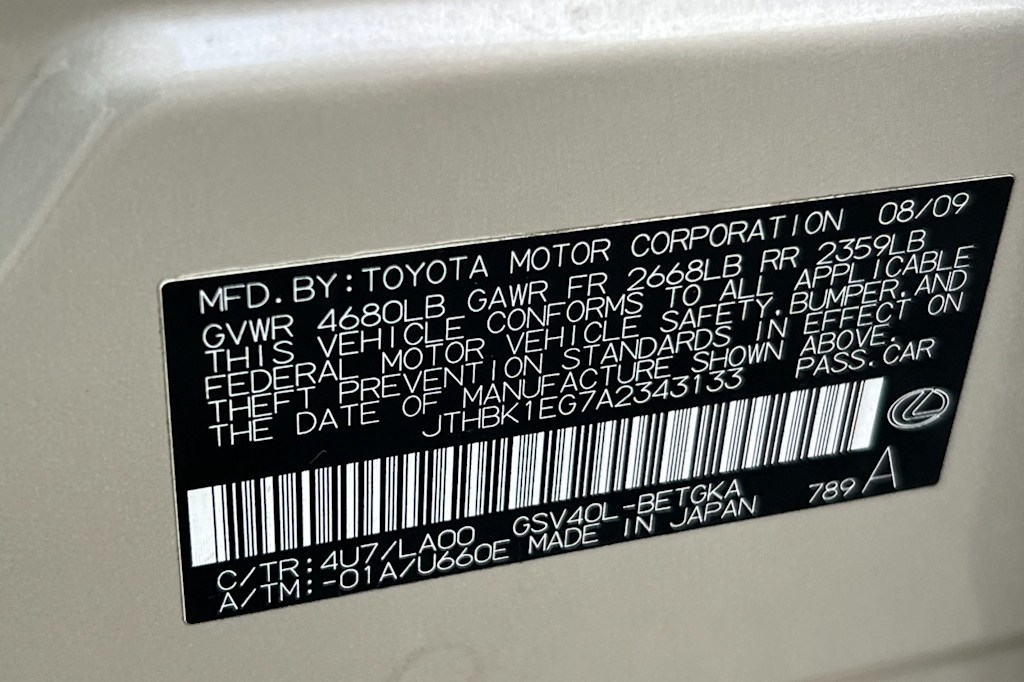 MFD. BY: TOYOTA MOTOR CORPORATION 08/09
GVWR 4680LB GAWR FR 2668LB RR 2359LB
THIS VEHICLE CONFORMS TO ALL APPLICABLE
FEDERAL MOTOR VEHICLE SAFETY, BUMPER, AND
THEFT PREVENTION STANDARDS IN EFFECT ON
THE DATE OF MANUFACTURE SHOWN ABOVE.
JTHBK1EG7A2343133 PASS. CAR
C/TR: 4U7/LA00 GSV40L-BETGKA 789 A
A/TM: -01A/U660E MADE IN JAPAN